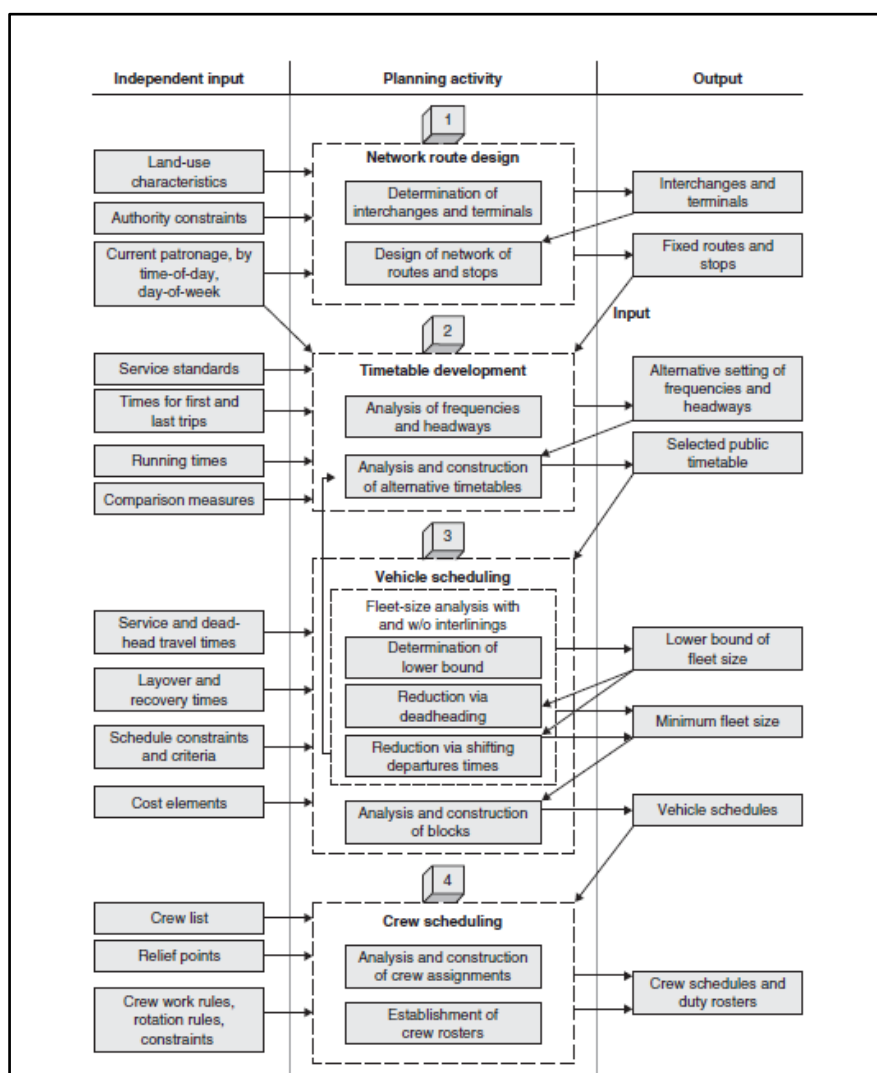 Independent input
Planning activity
Output
1
Network route design
Land-use
characteristics
Determination of
interchanges and terminals
Interchanges and
terminals
Authority constraints
Current patronage, by
time-of-day,
day-of-week
Design of network of
routes and stops
Fixed routes and
stops
Input
2
Timetable development
Service standards
Analysis of frequencies
and headways
Alternative setting of
frequencies and
headways
Times for first and
last trips
Running times
Analysis and construction
of alternative timetables
Selected public
timetable
Comparison measures
3
Vehicle scheduling
Fleet-size analysis with
and w/o interlinings
Service and dead-
head travel times
Determination of
lower bound
Lower bound of
fleet size
Layover and
recovery times
Reduction via
deadheading
Minimum fleet size
Schedule constraints
and criteria
Reduction via shifting
departures times
Cost elements
Analysis and construction
of blocks
Vehicle schedules
4
Crew scheduling
Crew list
Relief points
Analysis and construction
of crew assignments
Crew schedules and
duty rosters
Crew work rules,
rotation rules,
constraints
Establishment of
crew rosters